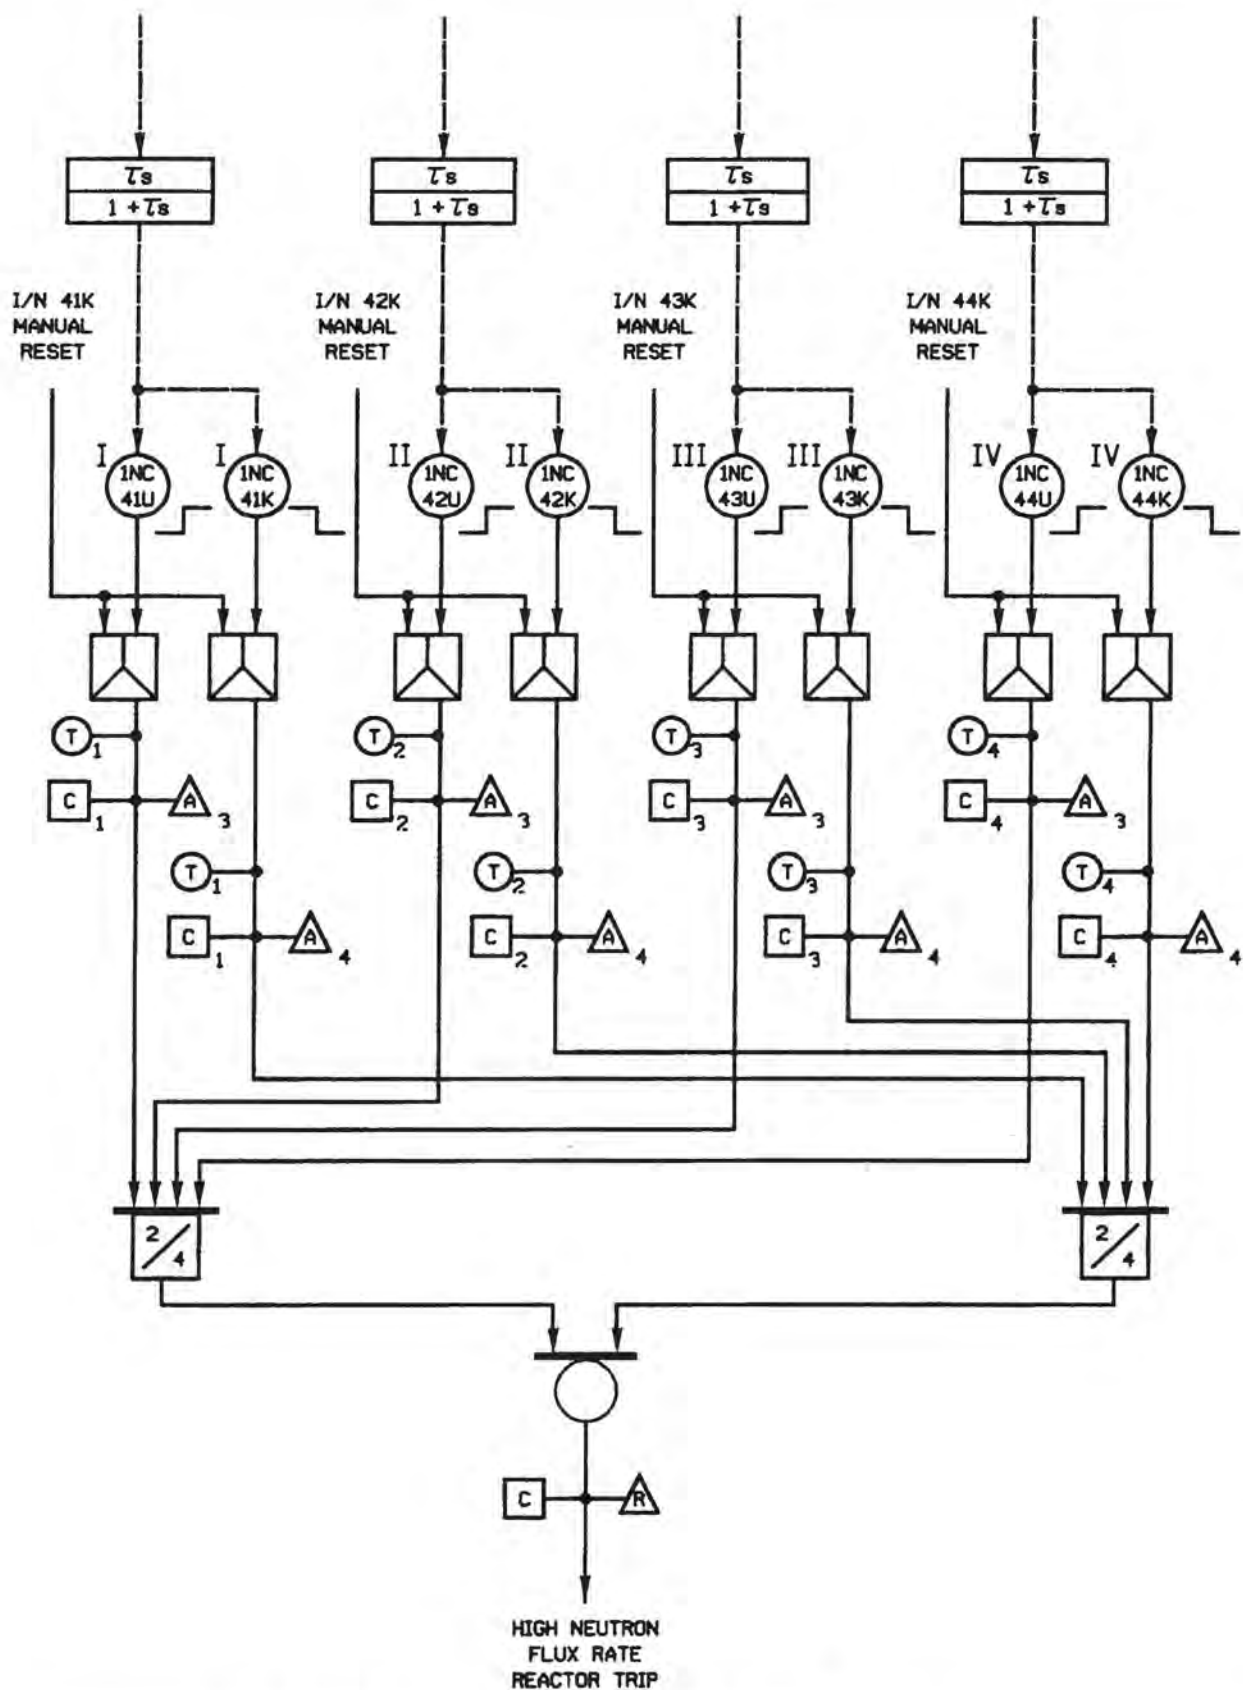 τs τs τs τs
1 + τs 1 + τs 1 + τs 1 + τs
I/N 41K
MANUAL
RESET
I/N 42K
MANUAL
RESET
I/N 43K
MANUAL
RESET
I/N 44K
MANUAL
RESET
I 1NC
41U
I 1NC
41K
II 1NC
42U
II 1NC
42K
III 1NC
43U
III 1NC
43K
IV 1NC
44U
IV 1NC
44K
T 1 T 2 T 3 T 4
C 1 A 3 C 2 A 3 C 3 A 3 C 4 A 3
T 1 T 2 T 3 T 4
C 1 A 4 C 2 A 4 C 3 A 4 C 4 A 4
2/4 2/4
C R
HIGH NEUTRON
FLUX RATE
REACTOR TRIP